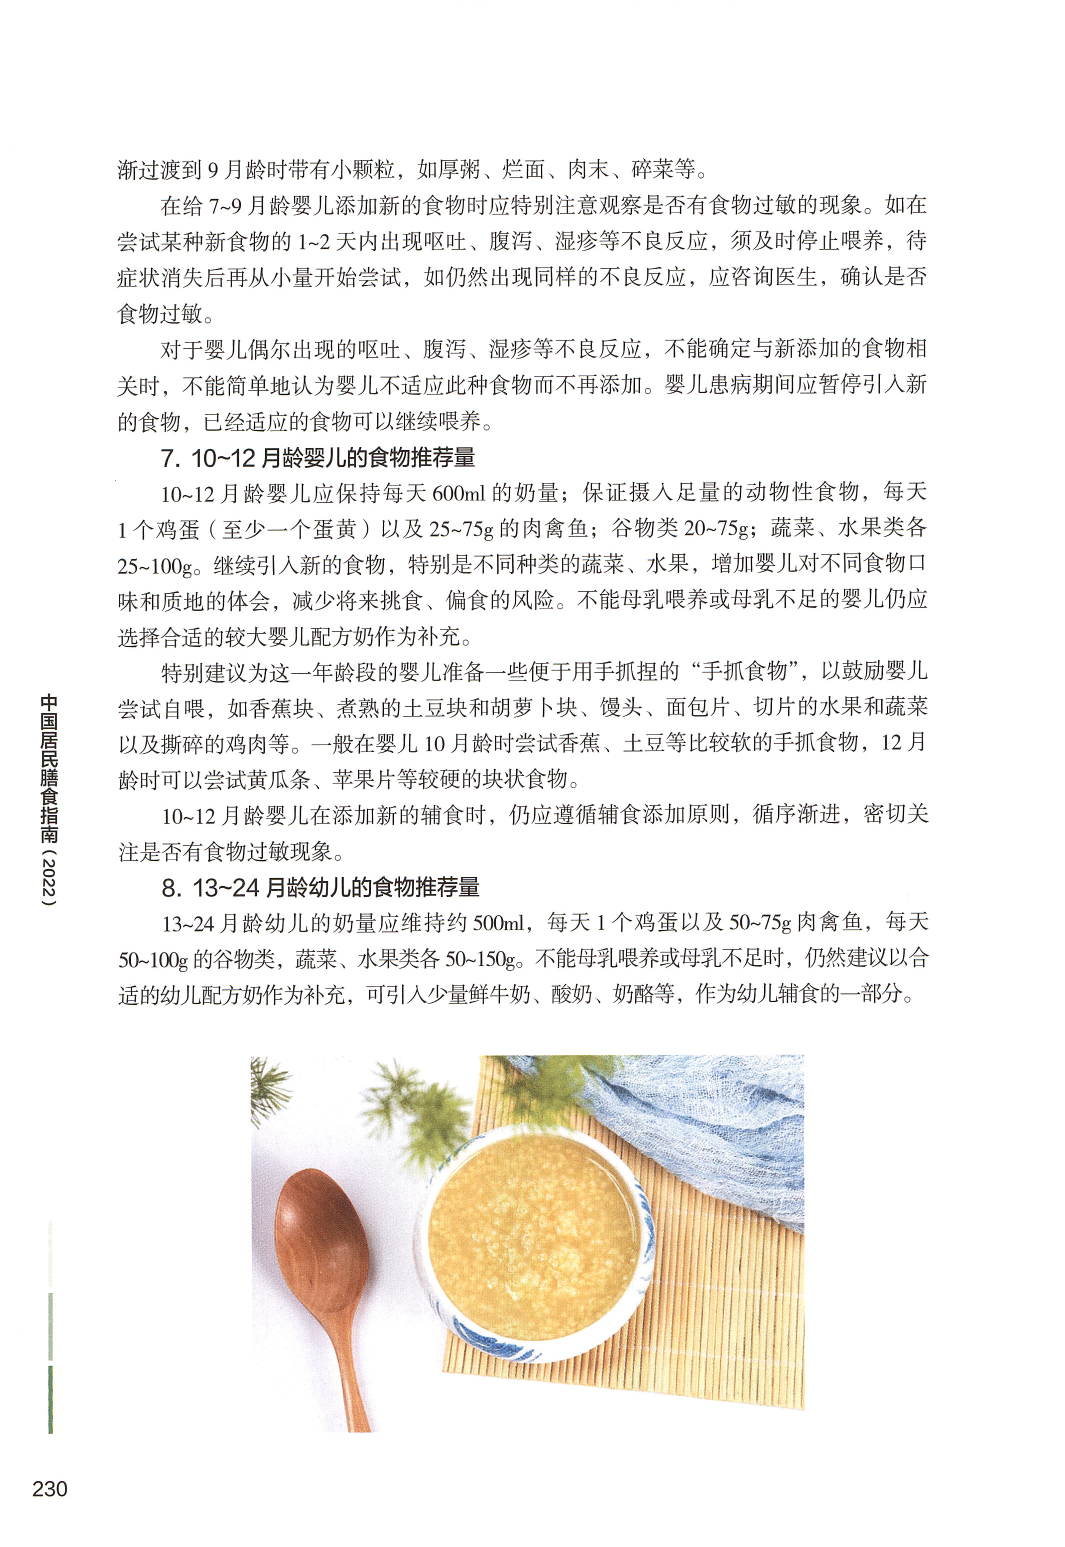 渐过渡到 9 月龄时带有小颗粒，如厚粥、烂面、肉末、碎菜等。
在给 7~9 月龄婴儿添加新的食物时应特别注意观察是否有食物过敏的现象。如在
尝试某种新食物的 1~2 天内出现呕吐、腹泻、湿疹等不良反应，须及时停止喂养，待
症状消失后再从小量开始尝试，如仍然出现同样的不良反应，应咨询医生，确认是否
食物过敏。
对于婴儿偶尔出现的呕吐、腹泻、湿疹等不良反应，不能确定与新添加的食物相
关时，不能简单地认为婴儿不适应此种食物而不再添加。婴儿患病期间应暂停引入新
的食物，已经适应的食物可以继续喂养。
7. 10~12 月龄婴儿的食物推荐量
10~12 月龄婴儿应保持每天 600ml 的奶量；保证摄入足量的动物性食物，每天
1 个鸡蛋（至少一个蛋黄）以及 25~75g 的肉禽鱼；谷物类 20~75g；蔬菜、水果类各
25~100g。继续引入新的食物，特别是不同种类的蔬菜、水果，增加婴儿对不同食物口
味和质地的体会，减少将来挑食、偏食的风险。不能母乳喂养或母乳不足的婴儿仍应
选择合适的较大婴儿配方奶作为补充。
特别建议为这一年龄段的婴儿准备一些便于用手抓捏的“手抓食物”，以鼓励婴儿
尝试自喂，如香蕉块、煮熟的土豆块和胡萝卜块、馒头、面包片、切片的水果和蔬菜
以及撕碎的鸡肉等。一般在婴儿 10 月龄时尝试香蕉、土豆等比较软的手抓食物，12 月
龄时可以尝试黄瓜条、苹果片等较硬的块状食物。
10~12 月龄婴儿在添加新的辅食时，仍应遵循辅食添加原则，循序渐进，密切关
注是否有食物过敏现象。
8. 13~24 月龄幼儿的食物推荐量
13~24 月龄幼儿的奶量应维持约 500ml，每天 1 个鸡蛋以及 50~75g 肉禽鱼，每天
50~100g 的谷物类，蔬菜、水果类各 50~150g。不能母乳喂养或母乳不足时，仍然建议以合
适的幼儿配方奶作为补充，可引入少量鲜牛奶、酸奶、奶酪等，作为幼儿辅食的一部分。
中国居民膳食指南（2022）
230